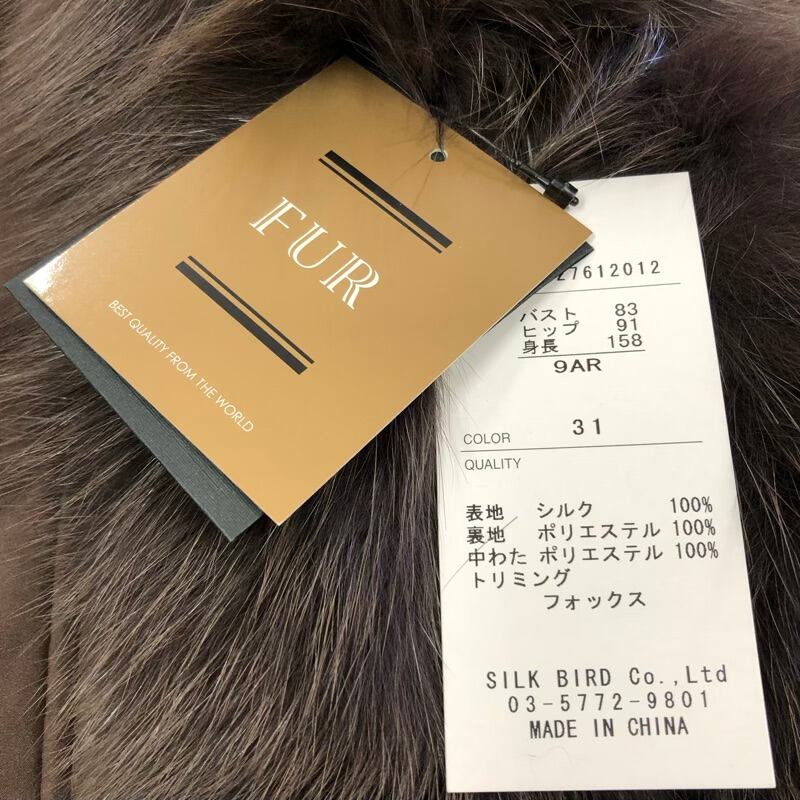 FUR
BEST QUALITY FROM THE WORLD
27612012
バスト 83
ヒップ 91
身長 158
9AR
COLOR 31
QUALITY
表地 シルク 100%
裏地 ポリエステル 100%
中わた ポリエステル 100%
トリミング
フォックス
SILK BIRD Co.,Ltd
03-5772-9801
MADE IN CHINA